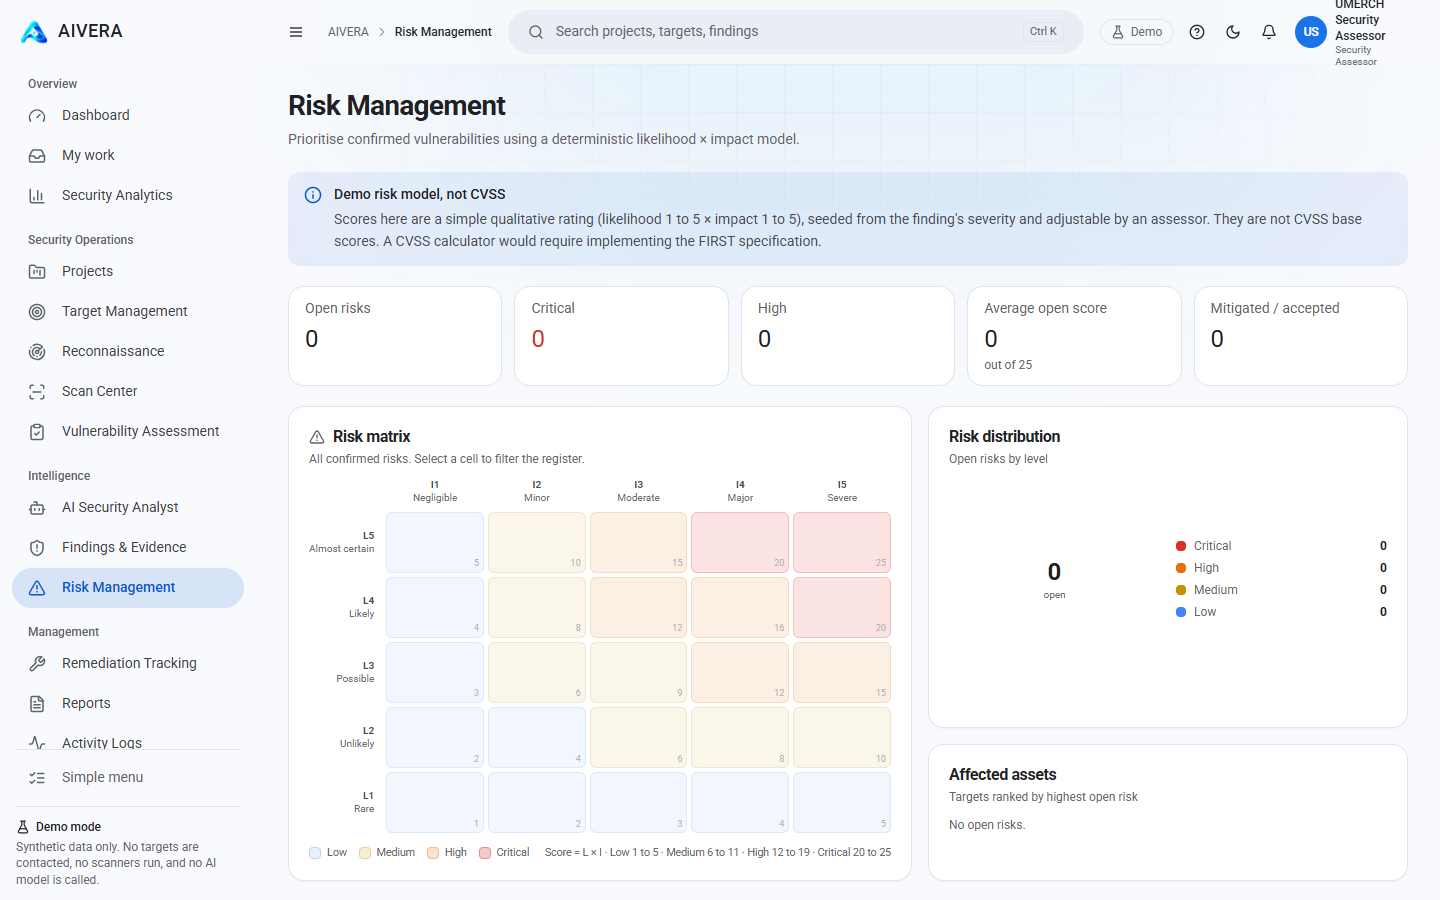 AIVERA
Overview
Dashboard
My work
Security Analytics
Security Operations
Projects
Target Management
Reconnaissance
Scan Center
Vulnerability Assessment
Intelligence
AI Security Analyst
Findings & Evidence
Risk Management
Management
Remediation Tracking
Reports
Activity Logs
Simple menu
Demo mode
Synthetic data only. No targets are
contacted, no scanners run, and no AI
model is called.
AIVERA > Risk Management
Search projects, targets, findings
Ctrl K
Demo
US
UMERCH
Security
Assessor
Security
Assessor
Risk Management
Prioritise confirmed vulnerabilities using a deterministic likelihood × impact model.
Demo risk model, not CVSS
Scores here are a simple qualitative rating (likelihood 1 to 5 × impact 1 to 5), seeded from the finding's severity and adjustable by an assessor. They are not CVSS base
scores. A CVSS calculator would require implementing the FIRST specification.
Open risks
0
Critical
0
High
0
Average open score
0
out of 25
Mitigated / accepted
0
Risk matrix
All confirmed risks. Select a cell to filter the register.
I1 I2 I3 I4 I5
Negligible Minor Moderate Major Severe
L5
Almost certain
5 10 15 20 25
L4
Likely
4 8 12 16 20
L3
Possible
3 6 9 12 15
L2
Unlikely
2 4 6 8 10
L1
Rare
1 2 3 4 5
Low Medium High Critical Score = L × I · Low 1 to 5 · Medium 6 to 11 · High 12 to 19 · Critical 20 to 25
Risk distribution
Open risks by level
0
open
Critical 0
High 0
Medium 0
Low 0
Affected assets
Targets ranked by highest open risk
No open risks.